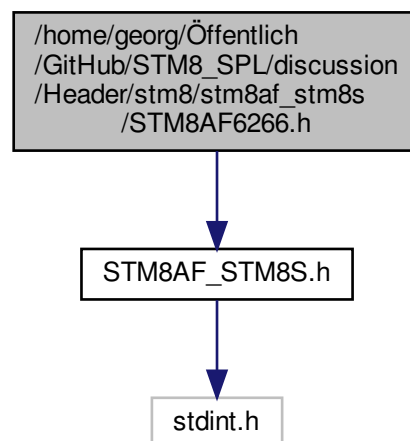 /home/georg/Öffentlich
/GitHub/STM8_SPL/discussion
/Header/stm8/stm8af_stm8s
/STM8AF6266.h
STM8AF_STM8S.h
stdint.h